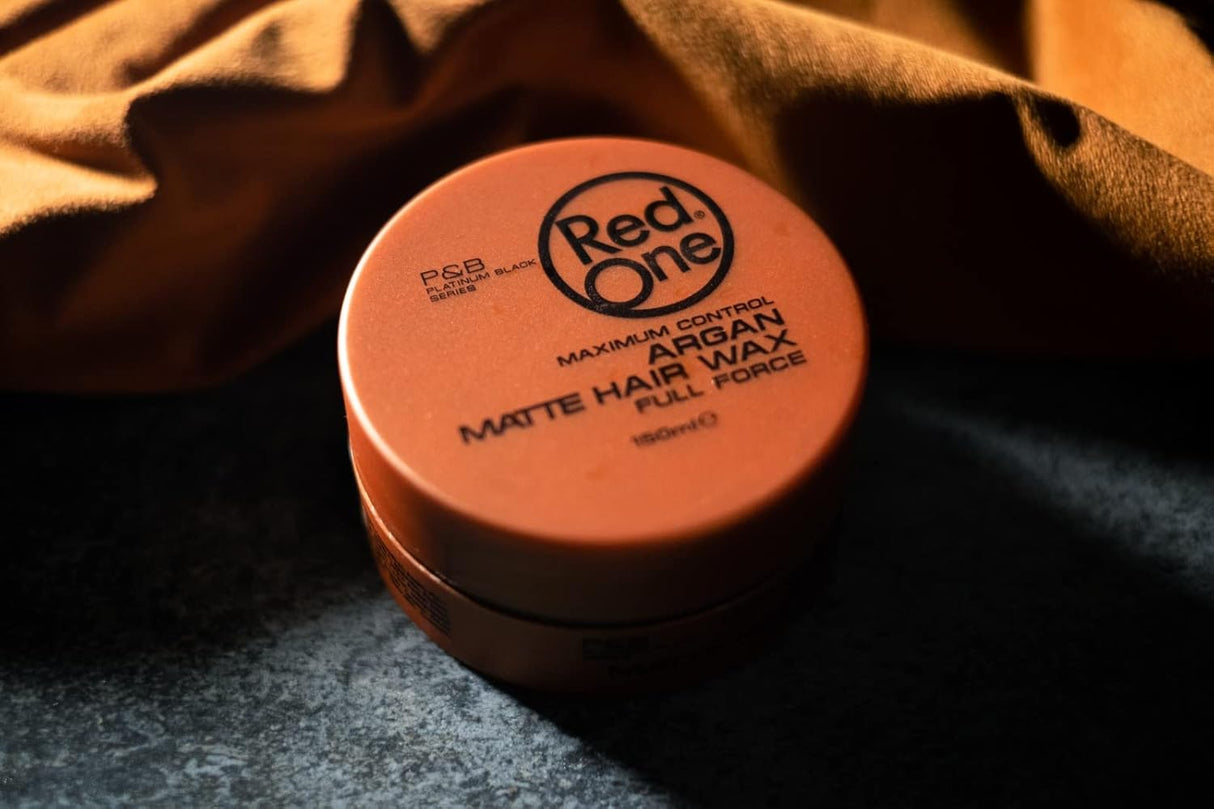 Red®
One
P&B
PLATINUM BLACK
SERIES
MAXIMUM CONTROL
ARGAN
MATTE HAIR WAX
FULL FORCE
150ml ℮